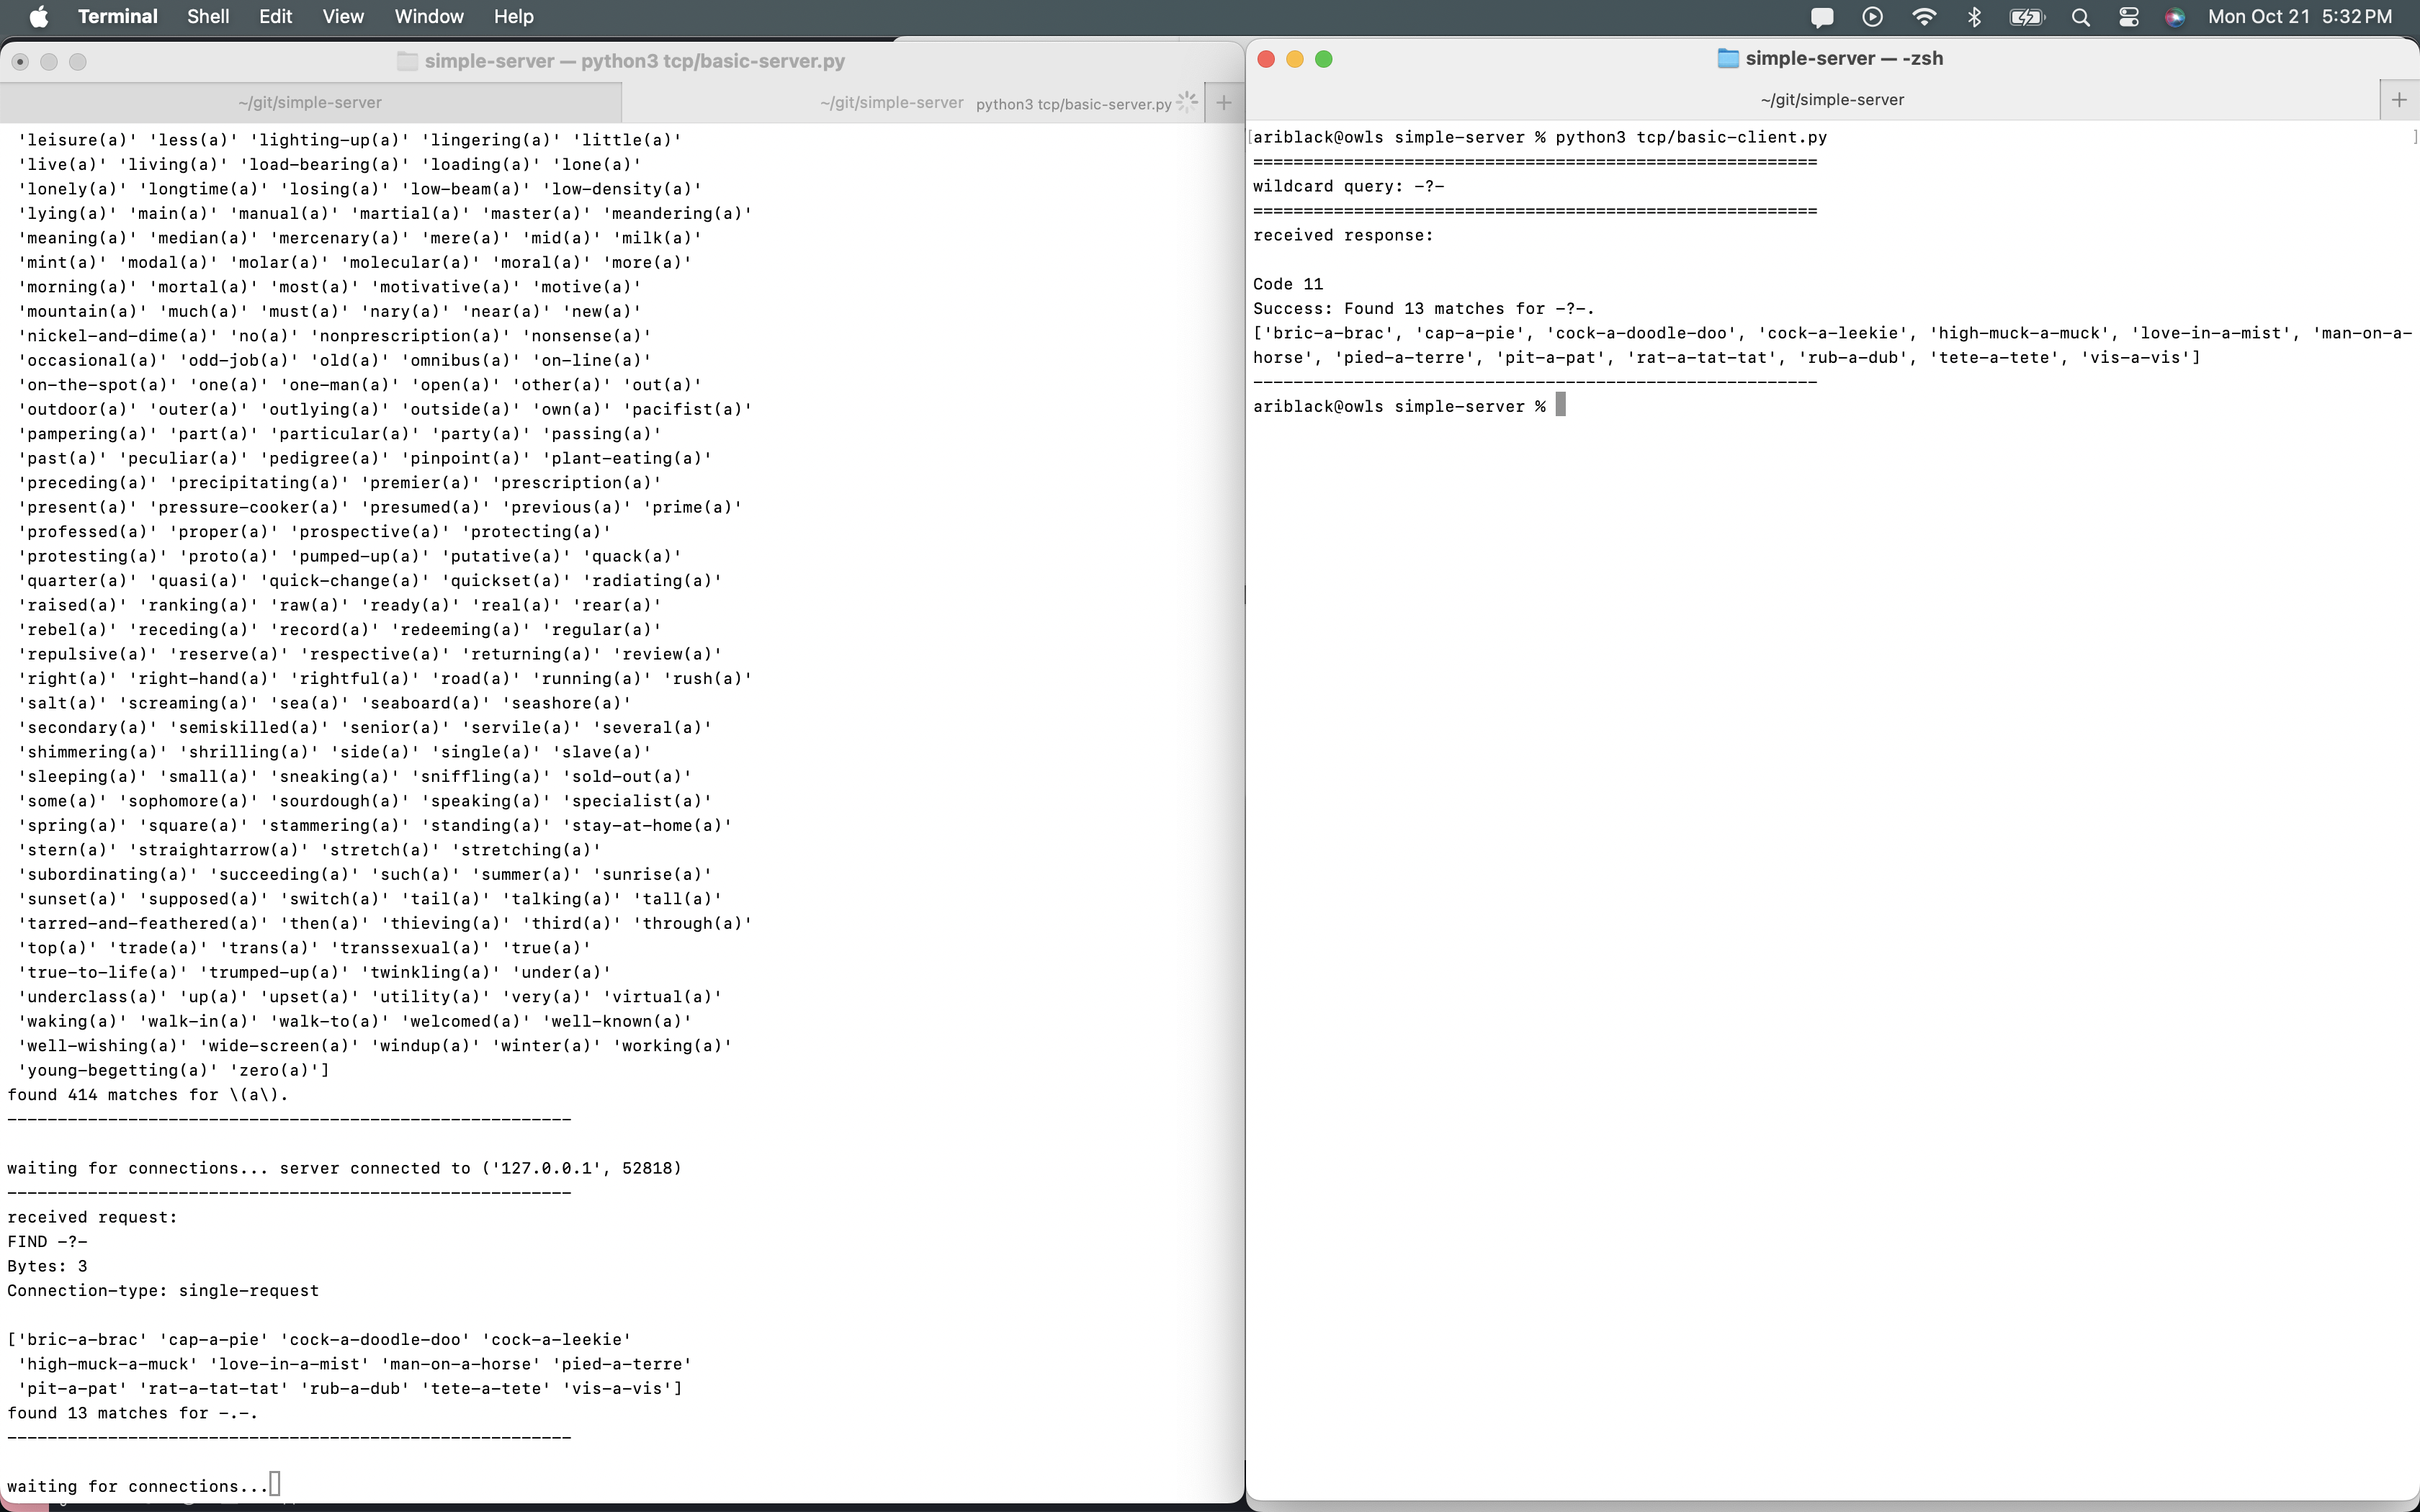 Terminal Shell Edit View Window Help
Mon Oct 21 5:32 PM
simple-server — python3 tcp/basic-server.py
~/git/simple-server
~/git/simple-server python3 tcp/basic-server.py
'leisure(a)' 'less(a)' 'lighting-up(a)' 'lingering(a)' 'little(a)'
'live(a)' 'living(a)' 'load-bearing(a)' 'loading(a)' 'lone(a)'
'lonely(a)' 'longtime(a)' 'losing(a)' 'low-beam(a)' 'low-density(a)'
'lying(a)' 'main(a)' 'manual(a)' 'martial(a)' 'master(a)' 'meandering(a)'
'meaning(a)' 'median(a)' 'mercenary(a)' 'mere(a)' 'mid(a)' 'milk(a)'
'mint(a)' 'modal(a)' 'molar(a)' 'molecular(a)' 'moral(a)' 'more(a)'
'morning(a)' 'mortal(a)' 'most(a)' 'motivative(a)' 'motive(a)'
'mountain(a)' 'much(a)' 'must(a)' 'nary(a)' 'near(a)' 'new(a)'
'nickel-and-dime(a)' 'no(a)' 'nonprescription(a)' 'nonsense(a)'
'occasional(a)' 'odd-job(a)' 'old(a)' 'omnibus(a)' 'on-line(a)'
'on-the-spot(a)' 'one(a)' 'one-man(a)' 'open(a)' 'other(a)' 'out(a)'
'outdoor(a)' 'outer(a)' 'outlying(a)' 'outside(a)' 'own(a)' 'pacifist(a)'
'pampering(a)' 'part(a)' 'particular(a)' 'party(a)' 'passing(a)'
'past(a)' 'peculiar(a)' 'pedigree(a)' 'pinpoint(a)' 'plant-eating(a)'
'preceding(a)' 'precipitating(a)' 'premier(a)' 'prescription(a)'
'present(a)' 'pressure-cooker(a)' 'presumed(a)' 'previous(a)' 'prime(a)'
'professed(a)' 'proper(a)' 'prospective(a)' 'protecting(a)'
'protesting(a)' 'proto(a)' 'pumped-up(a)' 'putative(a)' 'quack(a)'
'quarter(a)' 'quasi(a)' 'quick-change(a)' 'quickset(a)' 'radiating(a)'
'raised(a)' 'ranking(a)' 'raw(a)' 'ready(a)' 'real(a)' 'rear(a)'
'rebel(a)' 'receding(a)' 'record(a)' 'redeeming(a)' 'regular(a)'
'repulsive(a)' 'reserve(a)' 'respective(a)' 'returning(a)' 'review(a)'
'right(a)' 'right-hand(a)' 'rightful(a)' 'road(a)' 'running(a)' 'rush(a)'
'salt(a)' 'screaming(a)' 'sea(a)' 'seaboard(a)' 'seashore(a)'
'secondary(a)' 'semiskilled(a)' 'senior(a)' 'servile(a)' 'several(a)'
'shimmering(a)' 'shrilling(a)' 'side(a)' 'single(a)' 'slave(a)'
'sleeping(a)' 'small(a)' 'sneaking(a)' 'sniffling(a)' 'sold-out(a)'
'some(a)' 'sophomore(a)' 'sourdough(a)' 'speaking(a)' 'specialist(a)'
'spring(a)' 'square(a)' 'stammering(a)' 'standing(a)' 'stay-at-home(a)'
'stern(a)' 'straightarrow(a)' 'stretch(a)' 'stretching(a)'
'subordinating(a)' 'succeeding(a)' 'such(a)' 'summer(a)' 'sunrise(a)'
'sunset(a)' 'supposed(a)' 'switch(a)' 'tail(a)' 'talking(a)' 'tall(a)'
'tarred-and-feathered(a)' 'then(a)' 'thieving(a)' 'third(a)' 'through(a)'
'top(a)' 'trade(a)' 'trans(a)' 'transsexual(a)' 'true(a)'
'true-to-life(a)' 'trumped-up(a)' 'twinkling(a)' 'under(a)'
'underclass(a)' 'up(a)' 'upset(a)' 'utility(a)' 'very(a)' 'virtual(a)'
'waking(a)' 'walk-in(a)' 'walk-to(a)' 'welcomed(a)' 'well-known(a)'
'well-wishing(a)' 'wide-screen(a)' 'windup(a)' 'winter(a)' 'working(a)'
'young-begetting(a)' 'zero(a)']
found 414 matches for \(a\).
--------------------------------------------------------
waiting for connections... server connected to ('127.0.0.1', 52818)
--------------------------------------------------------
received request:
FIND -?-
Bytes: 3
Connection-type: single-request
['bric-a-brac' 'cap-a-pie' 'cock-a-doodle-doo' 'cock-a-leekie'
'high-muck-a-muck' 'love-in-a-mist' 'man-on-a-horse' 'pied-a-terre'
'pit-a-pat' 'rat-a-tat-tat' 'rub-a-dub' 'tete-a-tete' 'vis-a-vis']
found 13 matches for -.-.
--------------------------------------------------------
waiting for connections...
simple-server — -zsh
~/git/simple-server
[ariblack@owls simple-server % python3 tcp/basic-client.py ]
========================================================
wildcard query: -?-
========================================================
received response:
Code 11
Success: Found 13 matches for -?-.
['bric-a-brac', 'cap-a-pie', 'cock-a-doodle-doo', 'cock-a-leekie', 'high-muck-a-muck', 'love-in-a-mist', 'man-on-a-
horse', 'pied-a-terre', 'pit-a-pat', 'rat-a-tat-tat', 'rub-a-dub', 'tete-a-tete', 'vis-a-vis']
--------------------------------------------------------
ariblack@owls simple-server %